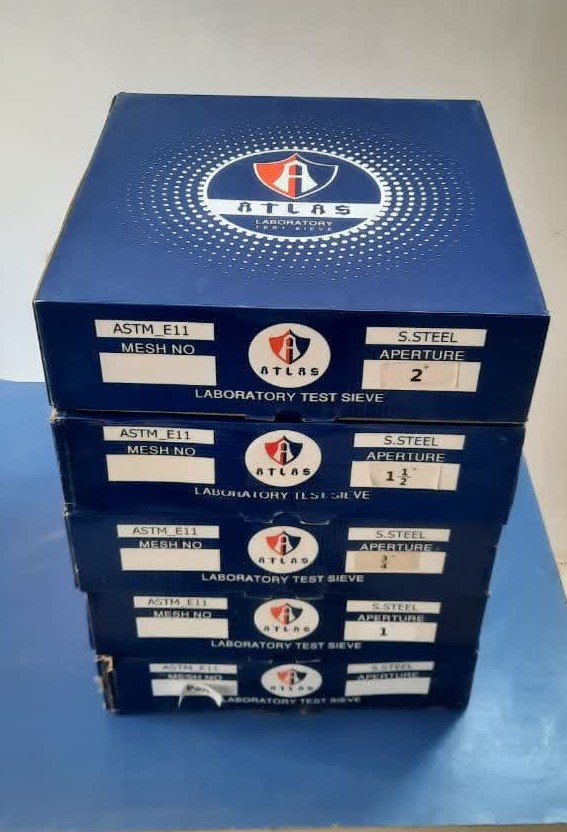 ATLAS
LABORATORY
TEST SIEVE
ASTM_E11
MESH NO
ATLAS
S.STEEL
APERTURE
2"
LABORATORY TEST SIEVE
ASTM_E11
MESH NO
ATLAS
S.STEEL
APERTURE
1 1/2"
LABORATORY TEST SIEVE
ASTM_E11
MESH NO
ATLAS
S.STEEL
APERTURE
3/4"
LABORATORY TEST SIEVE
ASTM_E11
MESH NO
ATLAS
S.STEEL
APERTURE
1
LABORATORY TEST SIEVE
ASTM_E11
MESH NO
Pan
ATLAS
S.STEEL
APERTURE
LABORATORY TEST SIEVE